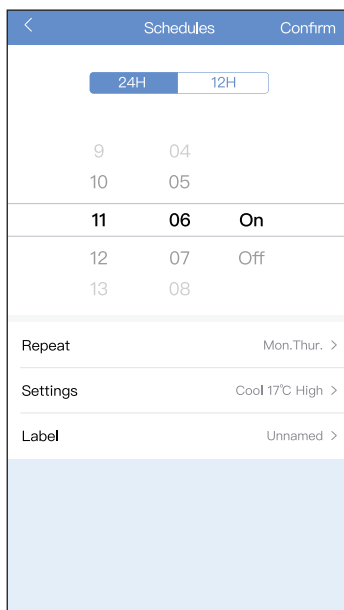 < Schedules Confirm
24H 12H
9 04
10 05
11 06 On
12 07 Off
13 08
Repeat Mon.Thur. >
Settings Cool 17℃ High >
Label Unnamed >